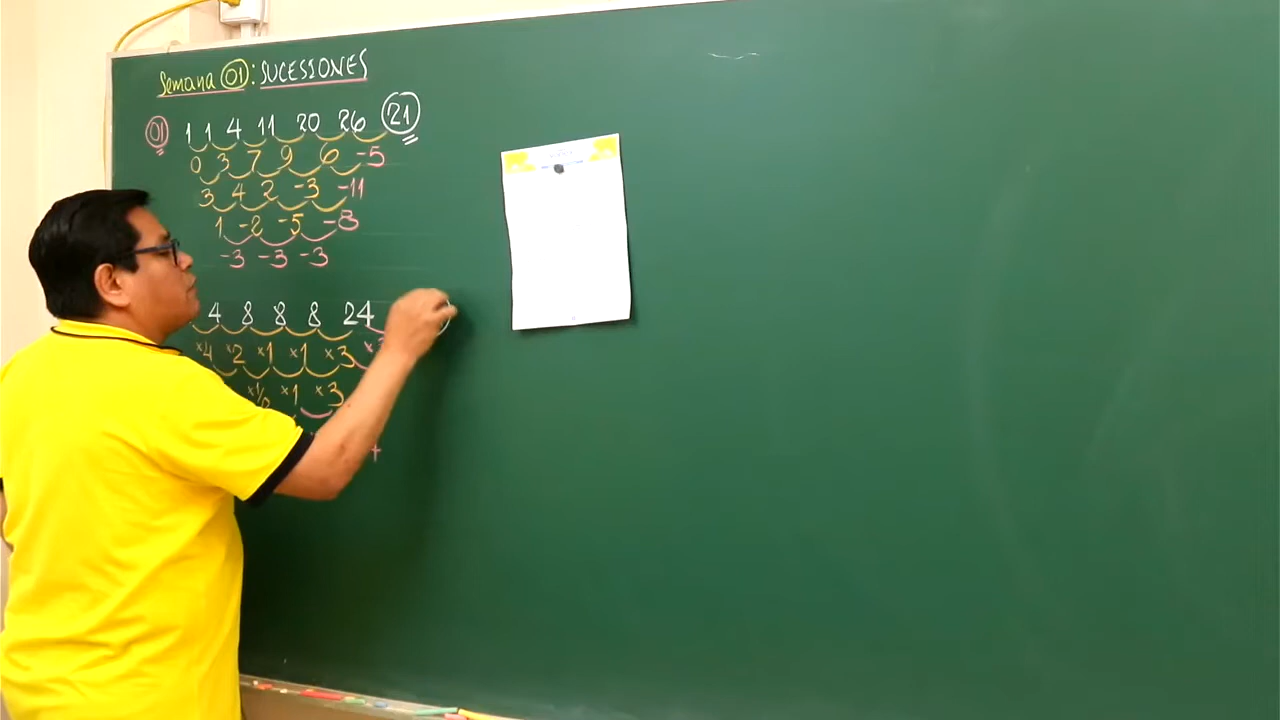 Semana 01: SUCESIONES
01 1 1 4 11 20 26 21
0 3 7 9 6 -5
3 4 2 -3 -11
1 -2 -5 -8
-3 -3 -3
4 8 8 8 24
×4 ×2 ×1 ×1 ×3
×1 ×3
+